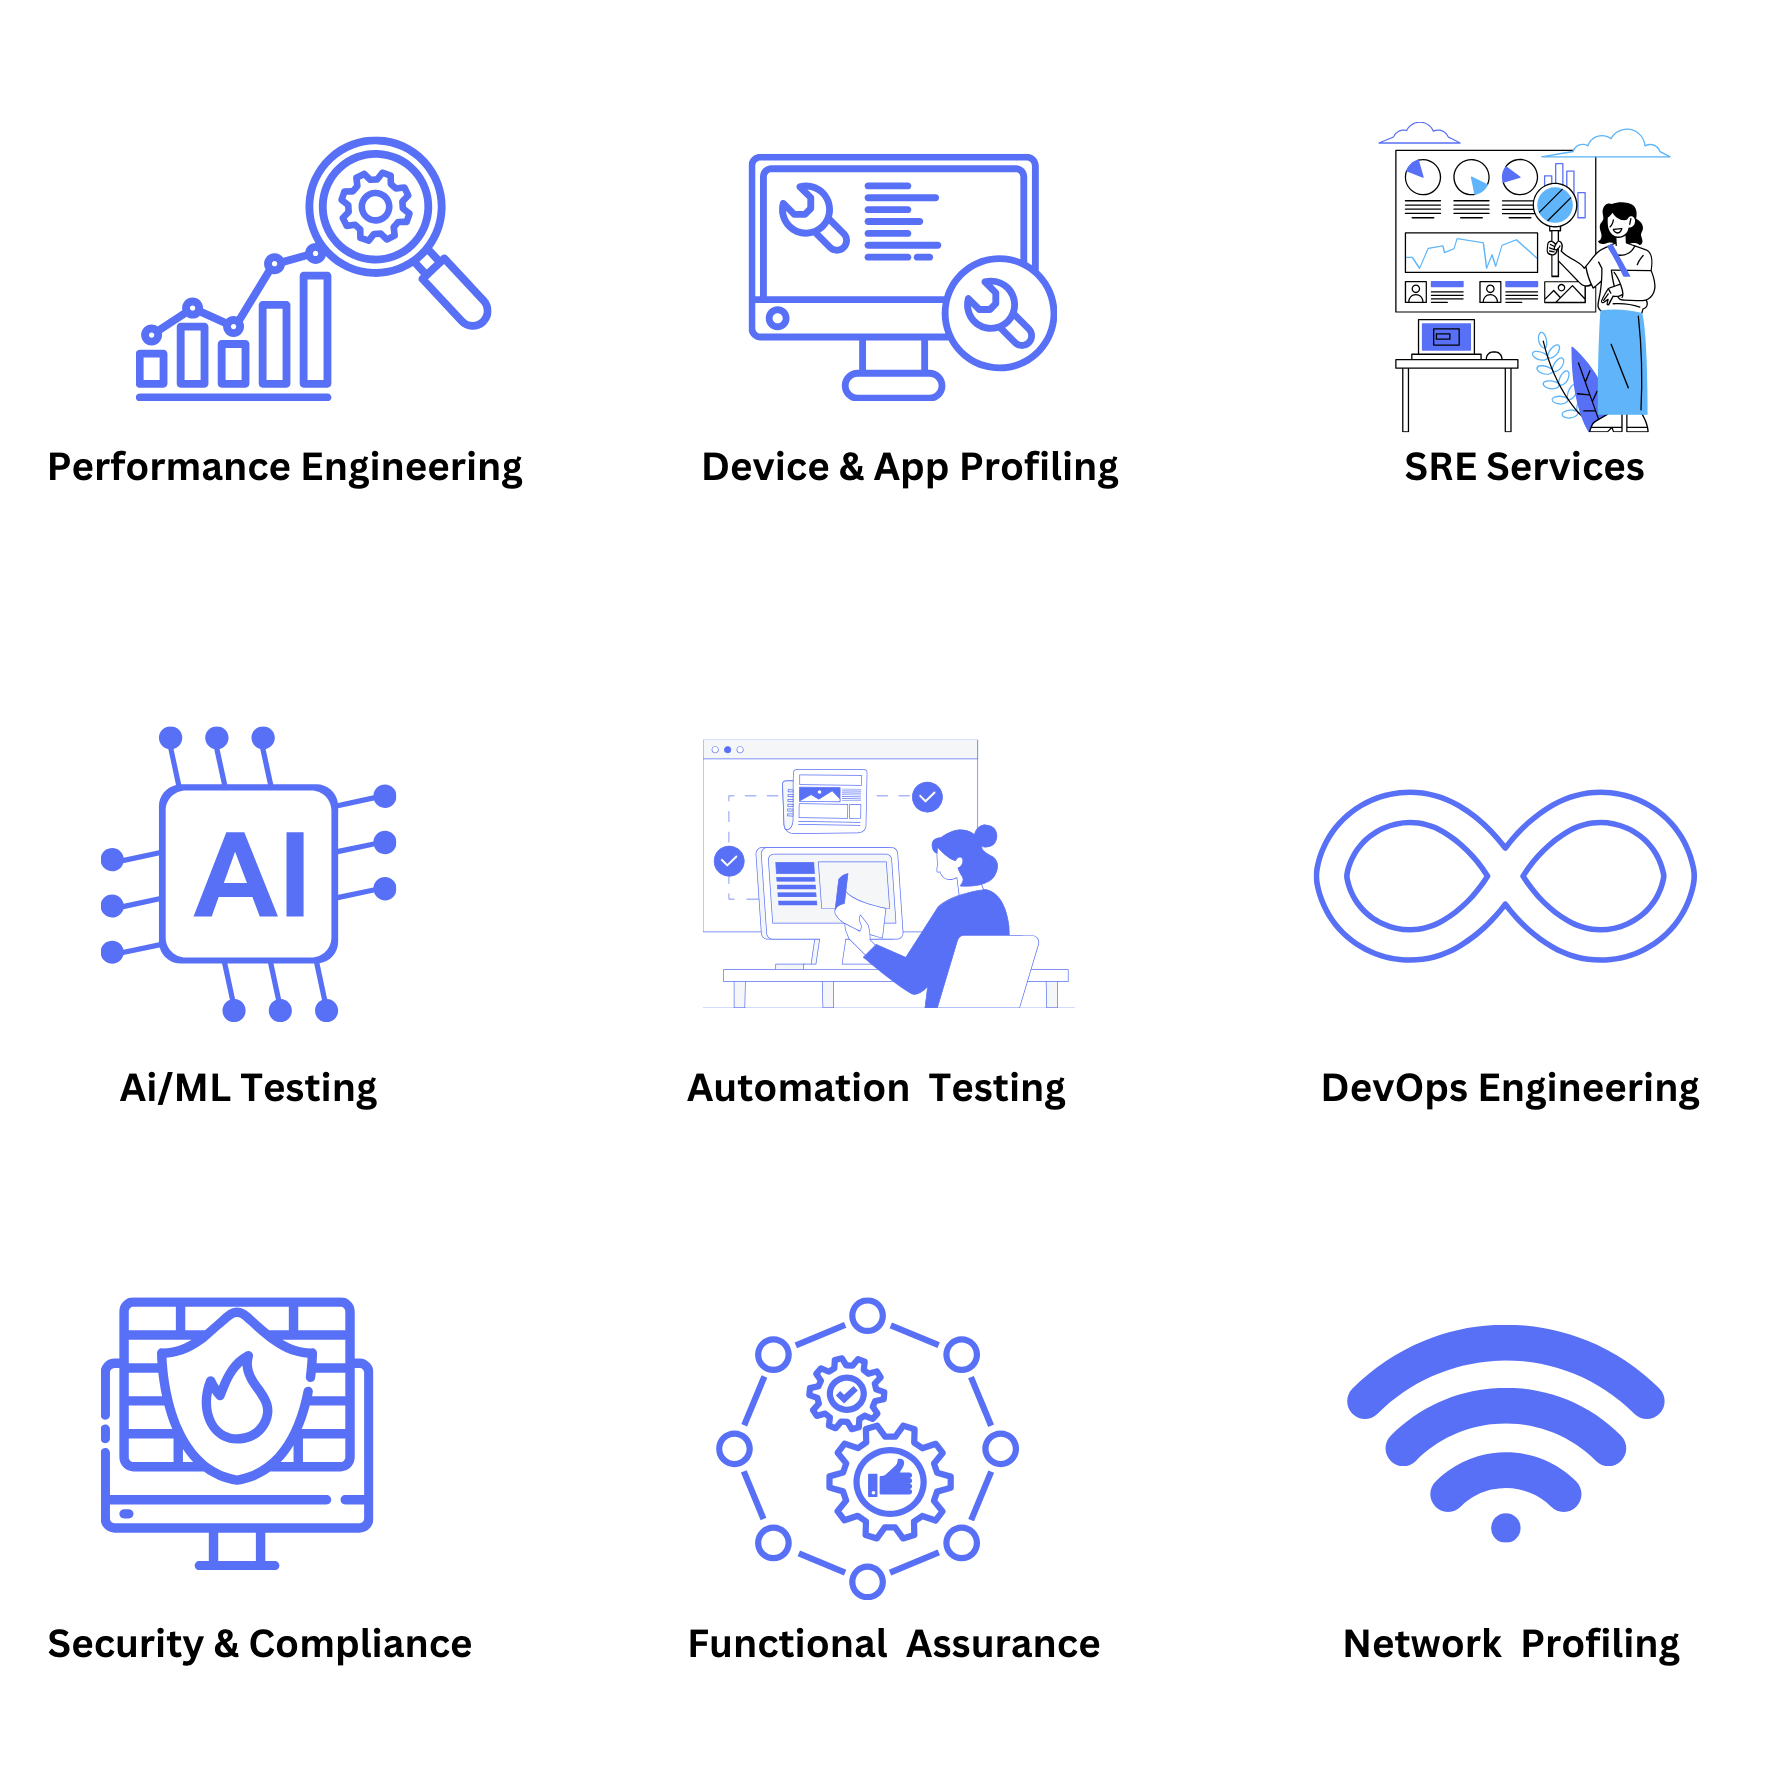 Performance Engineering
Device & App Profiling
SRE Services
AI
Ai/ML Testing
Automation  Testing
DevOps Engineering
Security & Compliance
Functional  Assurance
Network  Profiling